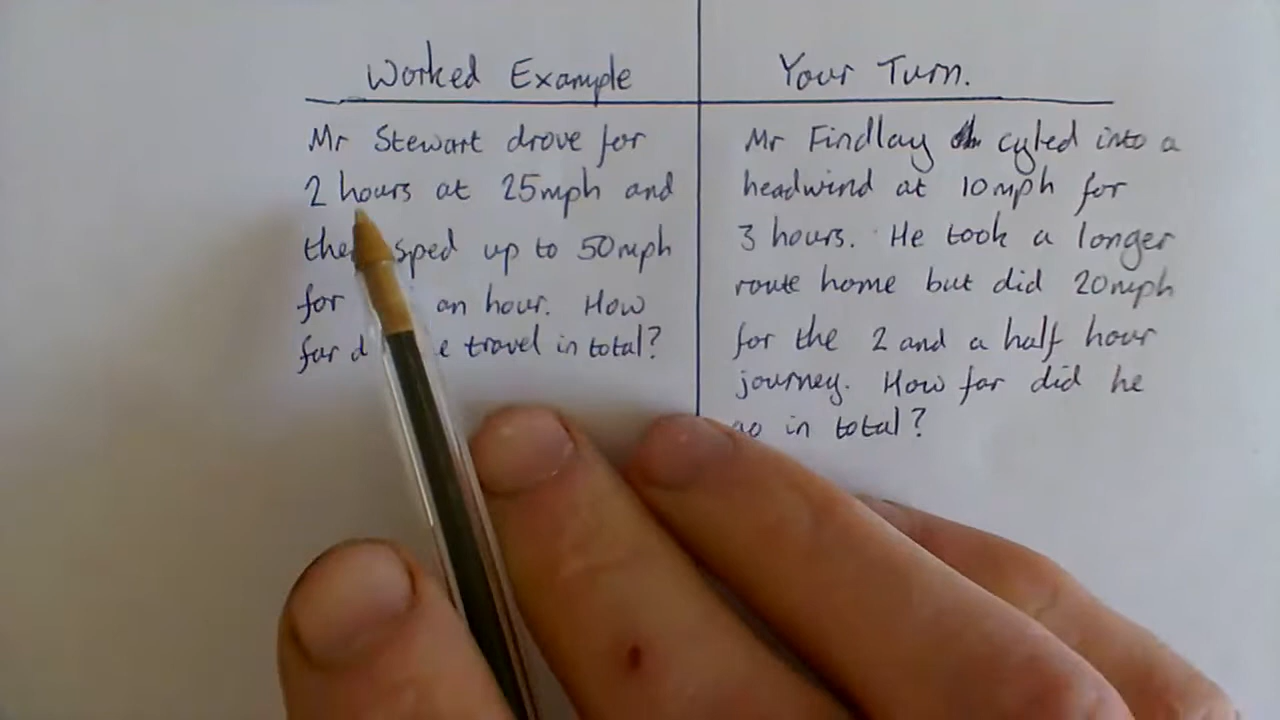 Worked Example
Mr Stewart drove for
2 hours at 25mph and
sped up to 50mph
for an hour. How
travel in total?
Your Turn.
Mr Findlay cyled into a
headwind at 10mph for
3 hours. He took a longer
route home but did 20mph
for the 2 and a half hour
journey. How far did he
go in total?